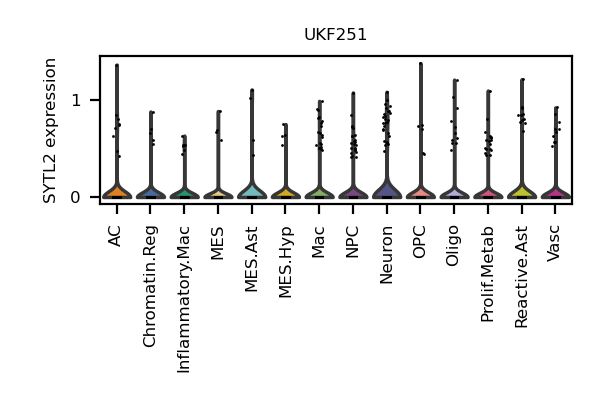 UKF251
SYTL2 expression
1
0
AC
Chromatin.Reg
Inflammatory.Mac
MES
MES.Ast
MES.Hyp
Mac
NPC
Neuron
OPC
Oligo
Prolif.Metab
Reactive.Ast
Vasc